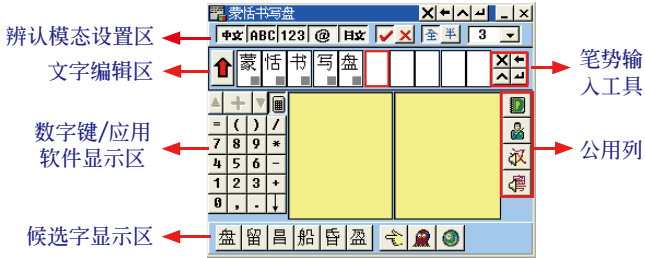 蒙恬书写盘
辨认模态设置区
中文 ABC 123 @ 日文 全 半 3
文字编辑区
蒙 恬 书 写 盘
笔势输
入工具
数字键/应用
软件显示区
= ( ) /
7 8 9 *
4 5 6 -
1 2 3 +
0 , .
汉
公用列
候选字显示区
盘 留 昌 船 昏 盈